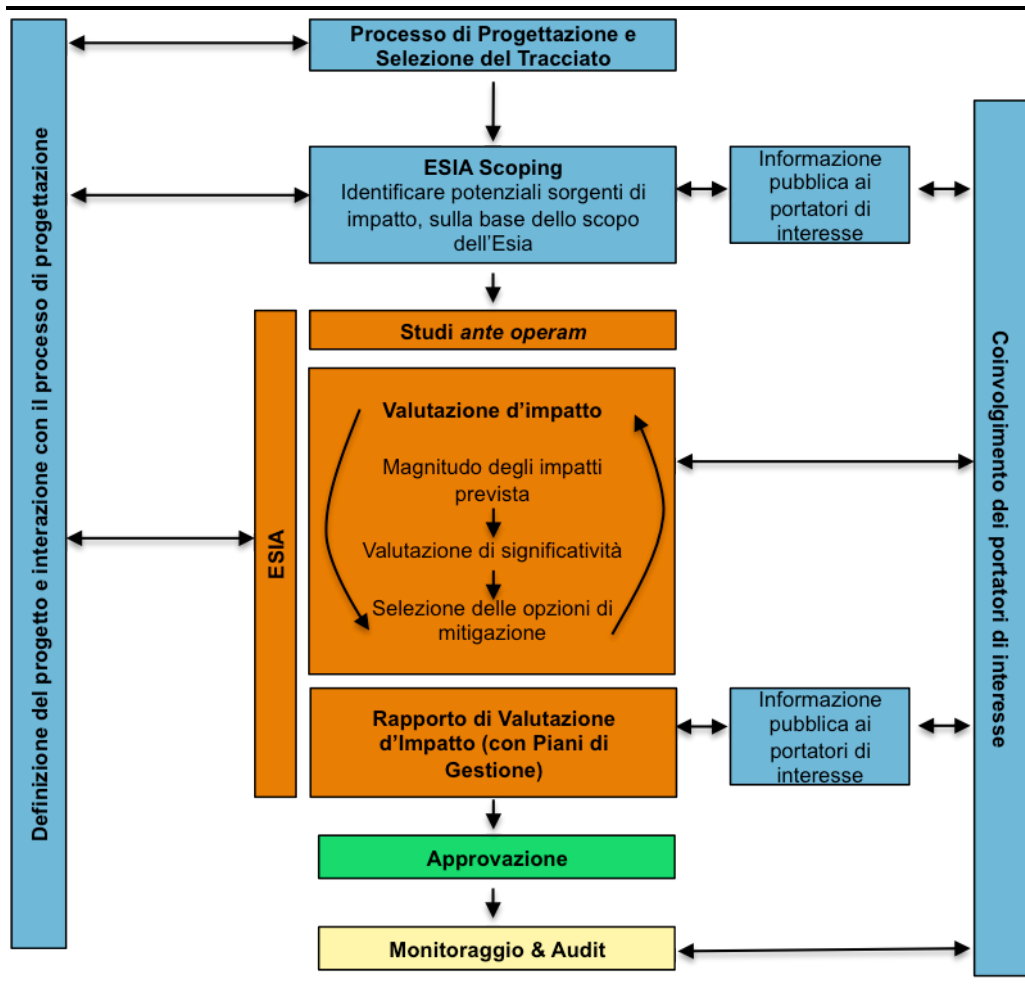 Processo di Progettazione e
Selezione del Tracciato
Definizione del progetto e interazione con il processo di progettazione
ESIA Scoping
Identificare potenziali sorgenti di
impatto, sulla base dello scopo
dell'Esia
Informazione
pubblica ai
portatori di
interesse
Coinvolgimento dei portatori di interesse
ESIA
Studi ante operam
Valutazione d'impatto
Magnitudo degli impatti
prevista
Valutazione di significatività
Selezione delle opzioni di
mitigazione
Rapporto di Valutazione
d'Impatto (con Piani di
Gestione)
Informazione
pubblica ai
portatori di
interesse
Approvazione
Monitoraggio & Audit